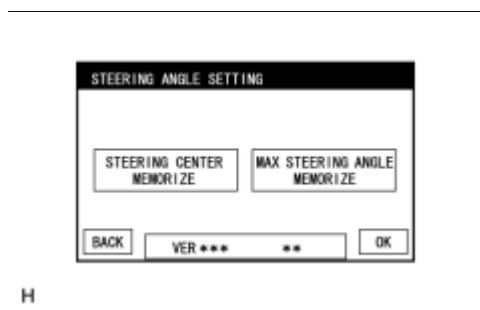 STEERING ANGLE SETTING
STEERING CENTER
MEMORIZE
MAX STEERING ANGLE
MEMORIZE
BACK
VER *** **
OK
H